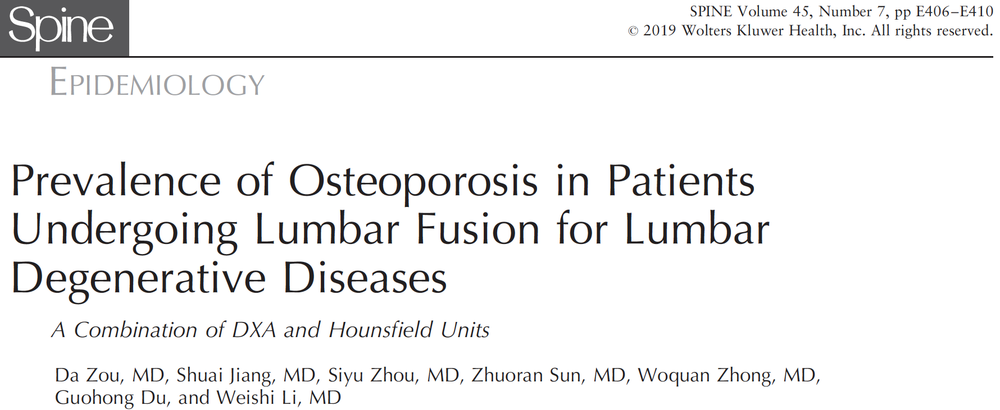 Spine
SPINE Volume 45, Number 7, pp E406–E410
© 2019 Wolters Kluwer Health, Inc. All rights reserved.
EPIDEMIOLOGY
Prevalence of Osteoporosis in Patients
Undergoing Lumbar Fusion for Lumbar
Degenerative Diseases
A Combination of DXA and Hounsfield Units
Da Zou, MD, Shuai Jiang, MD, Siyu Zhou, MD, Zhuoran Sun, MD, Woquan Zhong, MD,
Guohong Du, and Weishi Li, MD